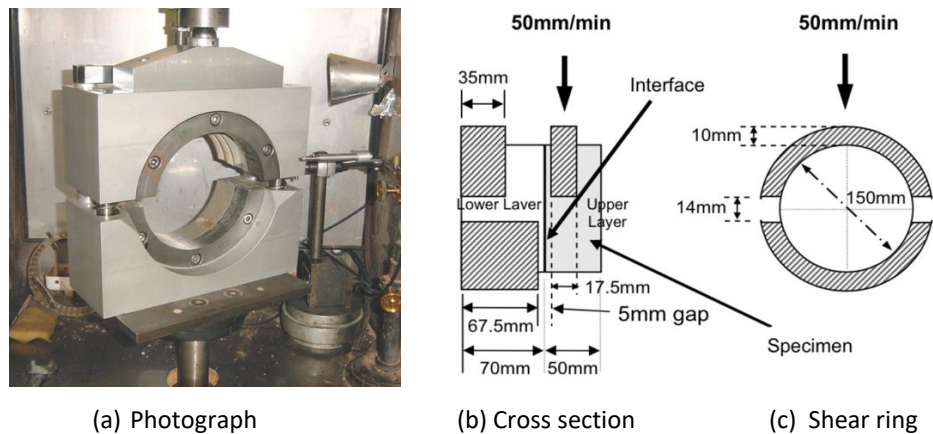 50mm/min
50mm/min
35mm
Interface
10mm
Lower Layer
Upper
Layer
14mm
150mm
17.5mm
67.5mm
5mm gap
Specimen
70mm
50mm
(a) Photograph
(b) Cross section
(c) Shear ring